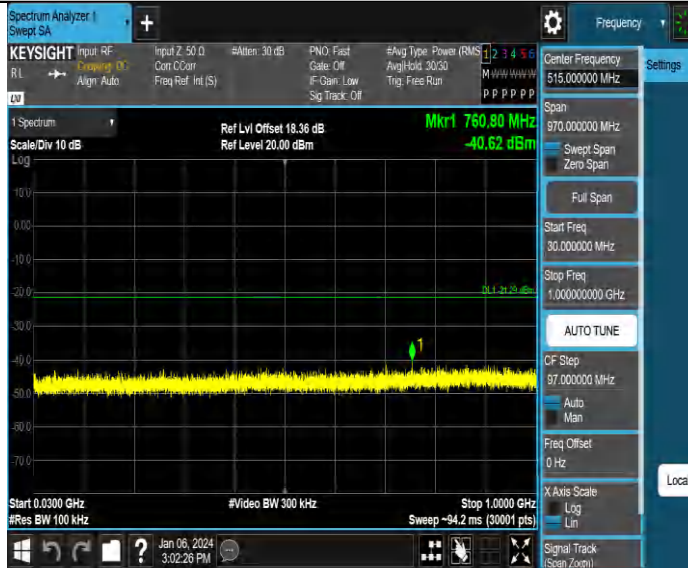 Spectrum Analyzer 1
Swept SA
+
Frequency
KEYSIGHT Input: RF Input Z: 50 Ω #Atten: 30 dB PNO: Fast #Avg Type: Power (RMS 1 2 3 4 5 6
RL Coupling: DC Corr CCorr Gate: Off Avg|Hold: 30/30 M W W W W W
Align: Auto Freq Ref: Int (S) IF Gain: Low Trig: Free Run
Sig Track: Off P P P P P P
LXI
1 Spectrum
Scale/Div 10 dB
Ref Lvl Offset 18.36 dB
Ref Level 20.00 dBm
Mkr1 760.80 MHz
-40.62 dBm
Log
10.0
0.00
-10.0
-20.0
DL1 -21.29 dBm
-30.0
1
-40.0
-50.0
-60.0
-70.0
Start 0.0300 GHz #Video BW 300 kHz Stop 1.0000 GHz
#Res BW 100 kHz Sweep ~94.2 ms (30001 pts)
? Jan 06, 2024
3:02:26 PM
Center Frequency
515.000000 MHz
Settings
Span
970.000000 MHz
Swept Span
Zero Span
Full Span
Start Freq
30.000000 MHz
Stop Freq
1.000000000 GHz
AUTO TUNE
CF Step
97.000000 MHz
Auto
Man
Freq Offset
0 Hz
Loca
X Axis Scale
Log
Lin
Signal Track
(Span Zoom)